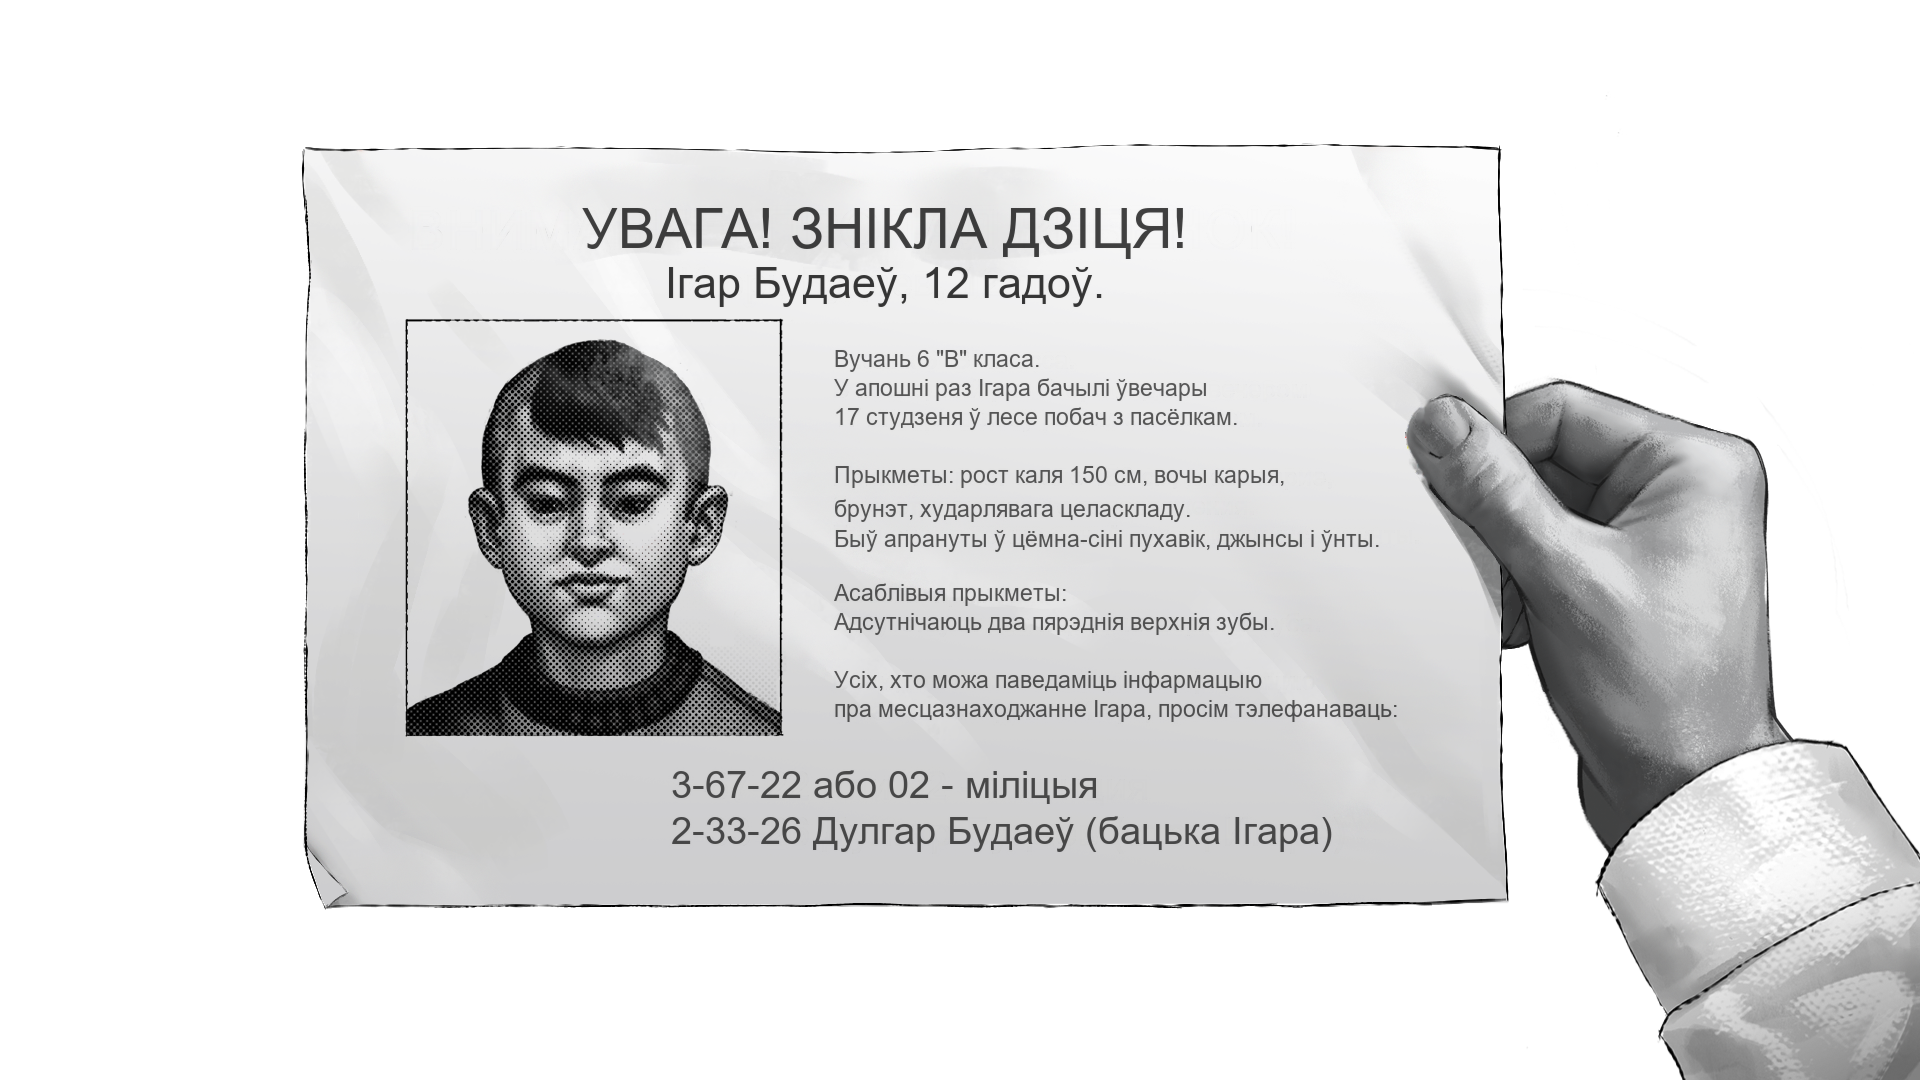 УВАГА! ЗНІКЛА ДЗІЦЯ!
Ігар Будаеў, 12 гадоў.
Вучань 6 "В" класа.
У апошні раз Ігара бачылі ўвечары
17 студзеня ў лесе побач з пасёлкам.
Прыкметы: рост каля 150 см, вочы карыя,
брунэт, хударлявага целаскладу.
Быў апрануты ў цёмна-сіні пухавік, джынсы і ўнты.
Асаблівыя прыкметы:
Адсутнічаюць два пярэднія верхнія зубы.
Усіх, хто можа паведаміць інфармацыю
пра месцазнаходжанне Ігара, просім тэлефанаваць:
3-67-22 або 02 - міліцыя
2-33-26 Дулгар Будаеў (бацька Ігара)